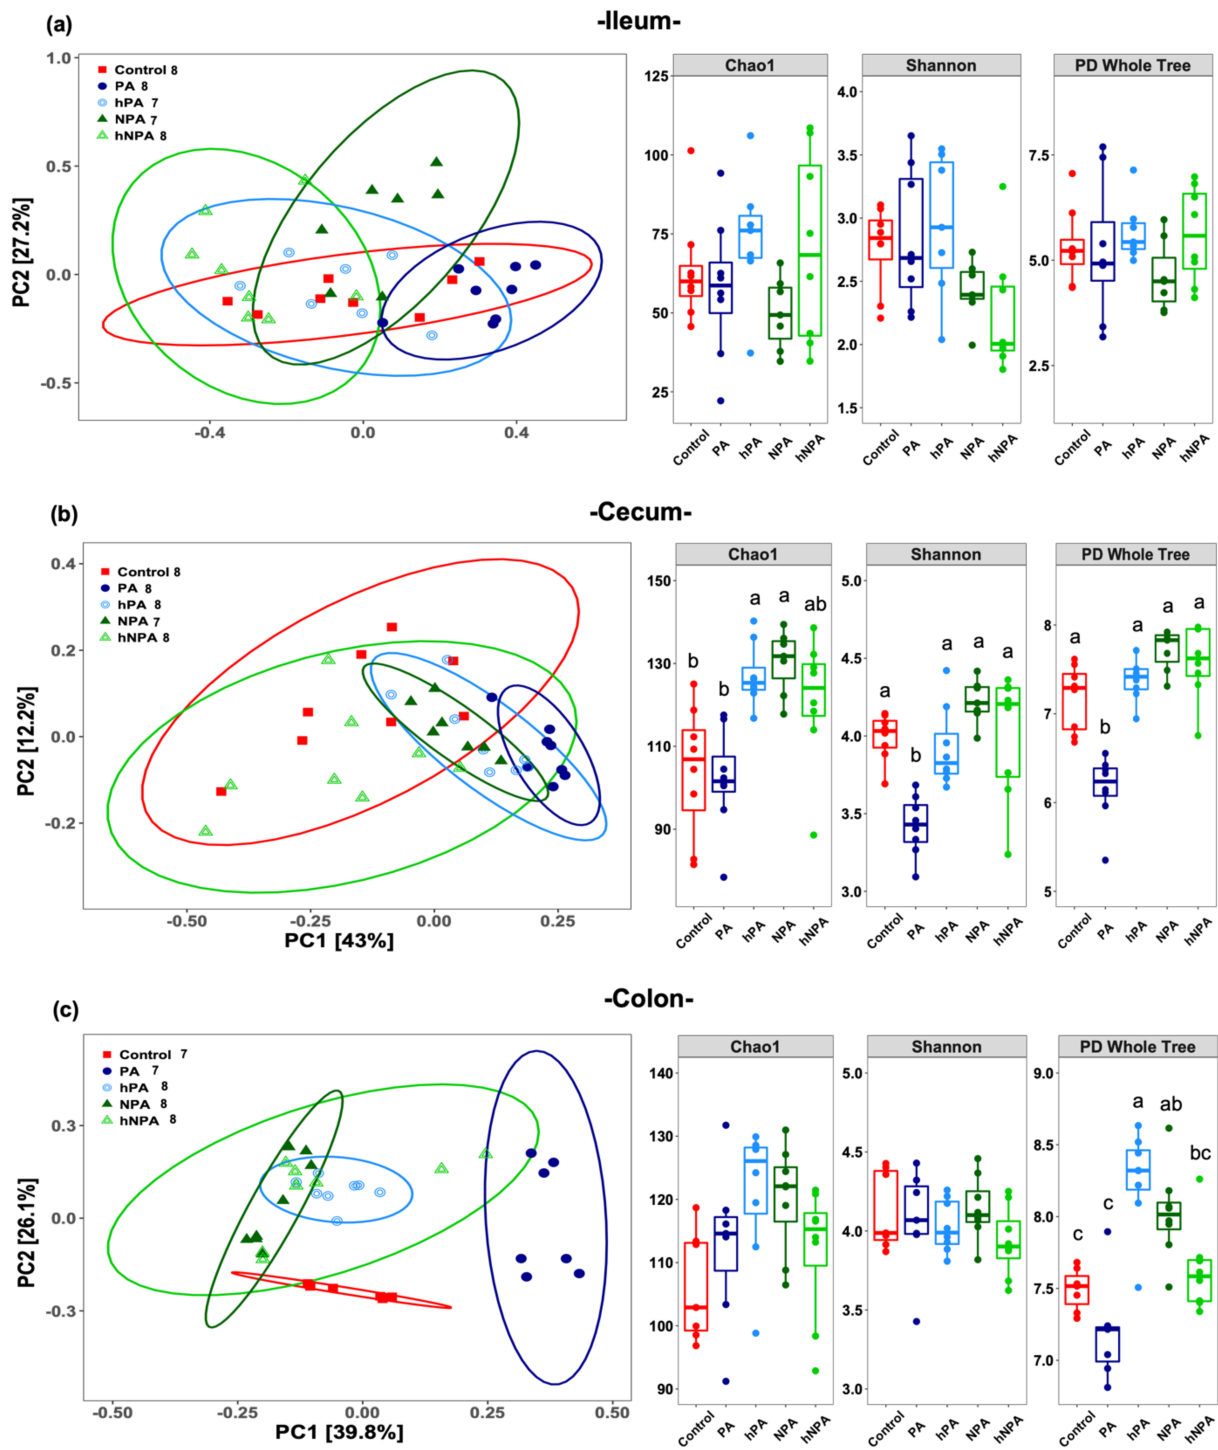 (a)
-Ileum-
Control 8
PA 8
hPA 7
NPA 7
hNPA 8
PC2 [27.2%]
1.0
0.5
0.0
-0.5
-0.4 0.0 0.4
Chao1
125
100
75
50
25
Control PA hPA NPA hNPA
Shannon
4.0
3.5
3.0
2.5
2.0
1.5
Control PA hPA NPA hNPA
PD Whole Tree
7.5
5.0
2.5
Control PA hPA NPA hNPA
(b)
-Cecum-
Control 8
PA 8
hPA 8
NPA 7
hNPA 8
PC2 [12.2%]
0.4
0.2
0.0
-0.2
-0.50 -0.25 0.00 0.25
PC1 [43%]
Chao1
150
130
110
90
b b a a ab
Control PA hPA NPA hNPA
Shannon
5.0
4.5
4.0
3.5
3.0
a b a a a
Control PA hPA NPA hNPA
PD Whole Tree
8
7
6
5
a b a a a
Control PA hPA NPA hNPA
(c)
-Colon-
Control 7
PA 7
hPA 8
NPA 8
hNPA 8
PC2 [26.1%]
0.3
0.0
-0.3
-0.50 -0.25 0.00 0.25 0.50
PC1 [39.8%]
Chao1
140
130
120
110
100
90
Control PA hPA NPA hNPA
Shannon
5.0
4.5
4.0
3.5
3.0
Control PA hPA NPA hNPA
PD Whole Tree
9.0
8.5
8.0
7.5
7.0
c c a ab bc
Control PA hPA NPA hNPA